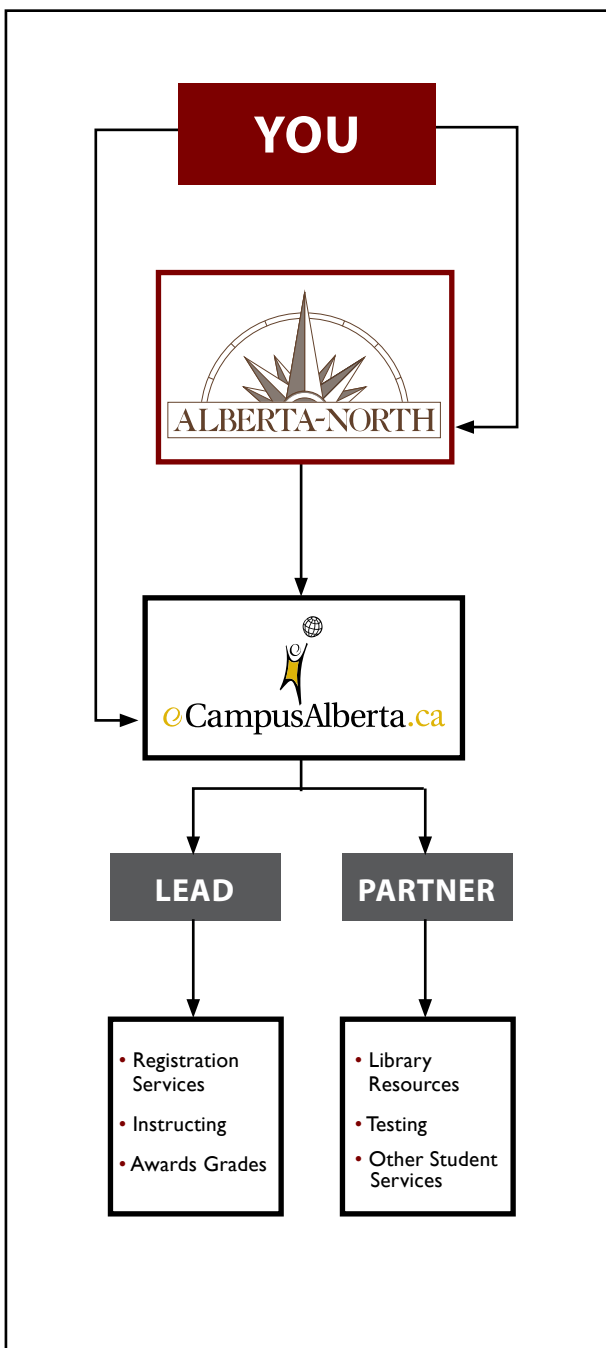 YOU
ALBERTA-NORTH
eCampusAlberta.ca
LEAD
PARTNER
• Registration
Services
• Instructing
• Awards Grades
• Library
Resources
• Testing
• Other Student
Services